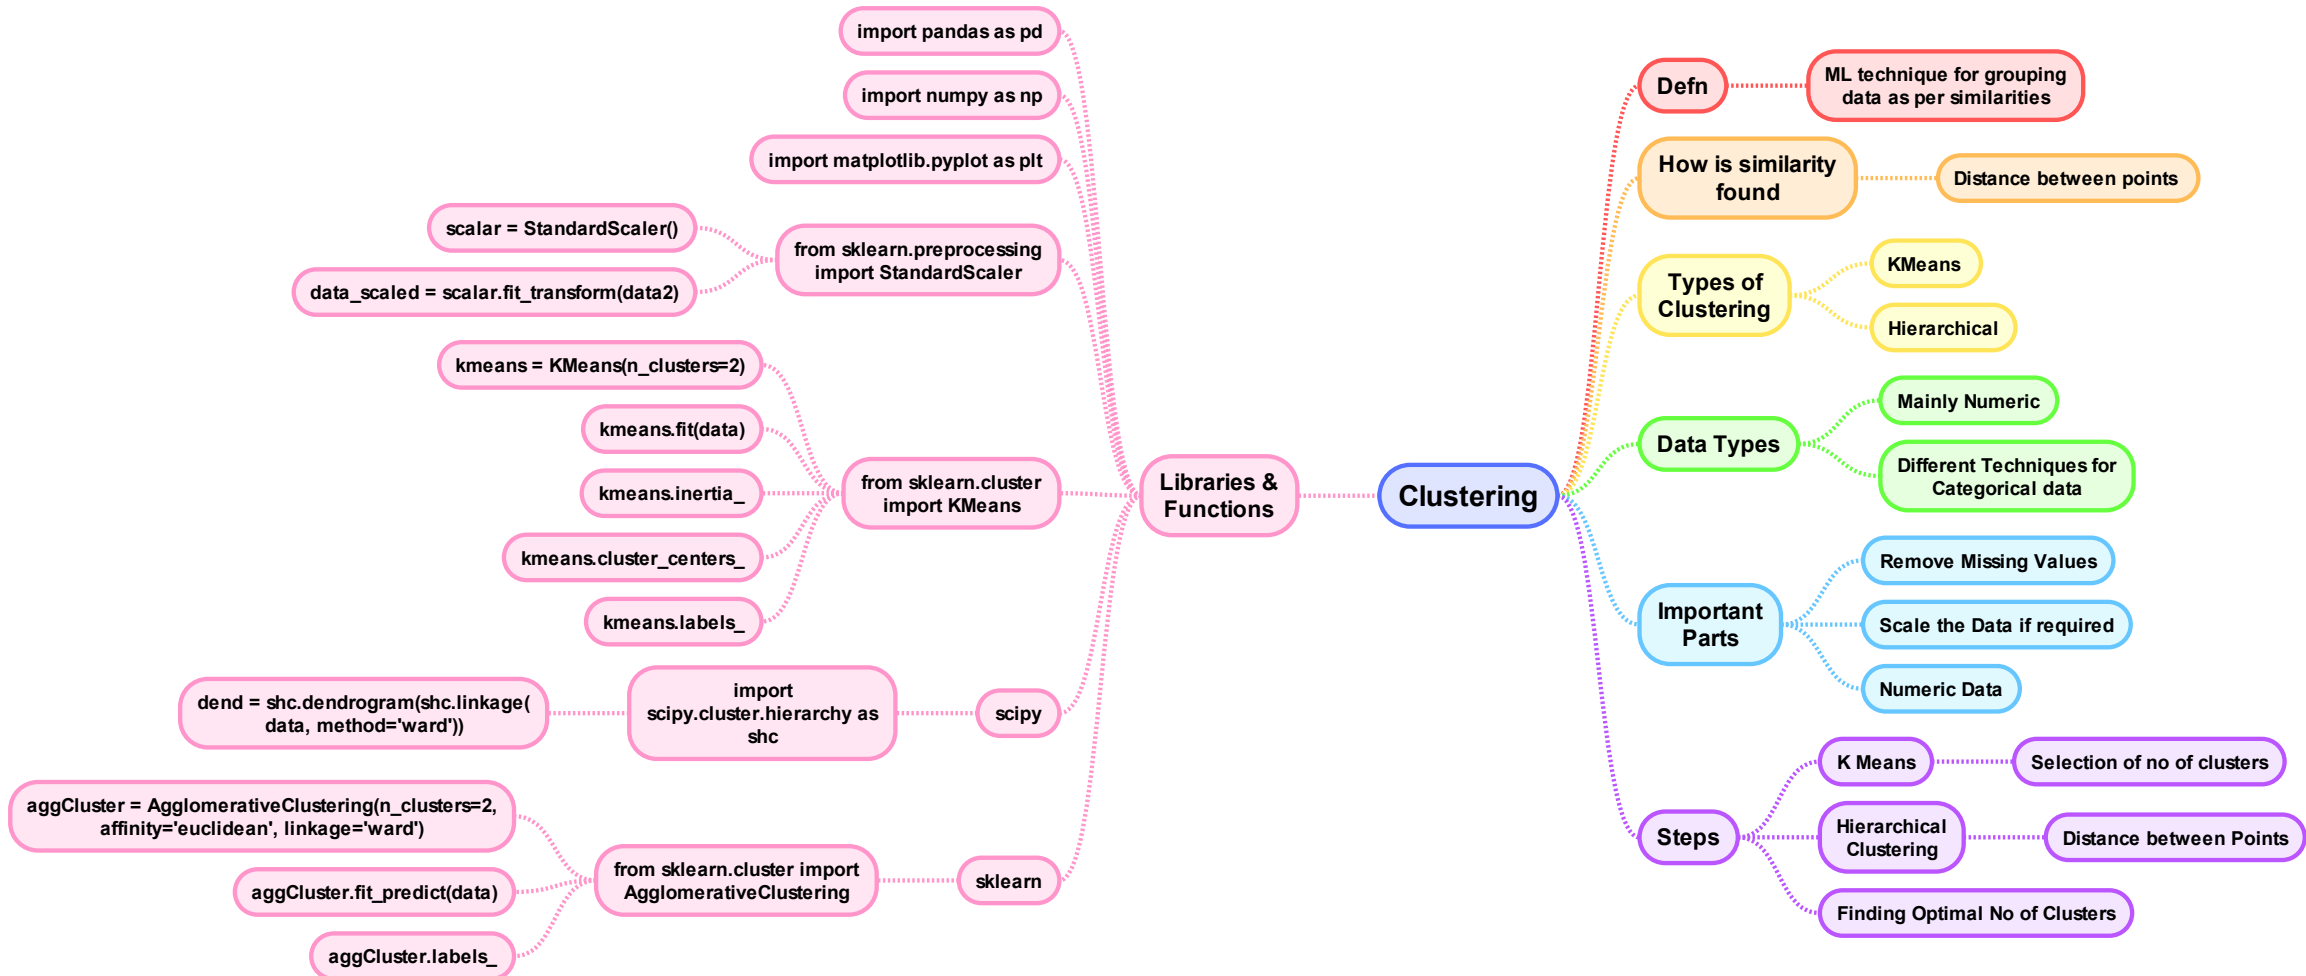 Clustering
Defn
ML technique for grouping
data as per similarities
How is similarity
found
Distance between points
Types of
Clustering
KMeans
Hierarchical
Data Types
Mainly Numeric
Different Techniques for
Categorical data
Important
Parts
Remove Missing Values
Scale the Data if required
Numeric Data
Steps
K Means
Selection of no of clusters
Hierarchical
Clustering
Distance between Points
Finding Optimal No of Clusters
Libraries &
Functions
import pandas as pd
import numpy as np
import matplotlib.pyplot as plt
from sklearn.preprocessing
import StandardScaler
scalar = StandardScaler()
data_scaled = scalar.fit_transform(data2)
from sklearn.cluster
import KMeans
kmeans = KMeans(n_clusters=2)
kmeans.fit(data)
kmeans.inertia_
kmeans.cluster_centers_
kmeans.labels_
scipy
import
scipy.cluster.hierarchy as
shc
dend = shc.dendrogram(shc.linkage(
data, method='ward'))
sklearn
from sklearn.cluster import
AgglomerativeClustering
aggCluster = AgglomerativeClustering(n_clusters=2,
affinity='euclidean', linkage='ward')
aggCluster.fit_predict(data)
aggCluster.labels_